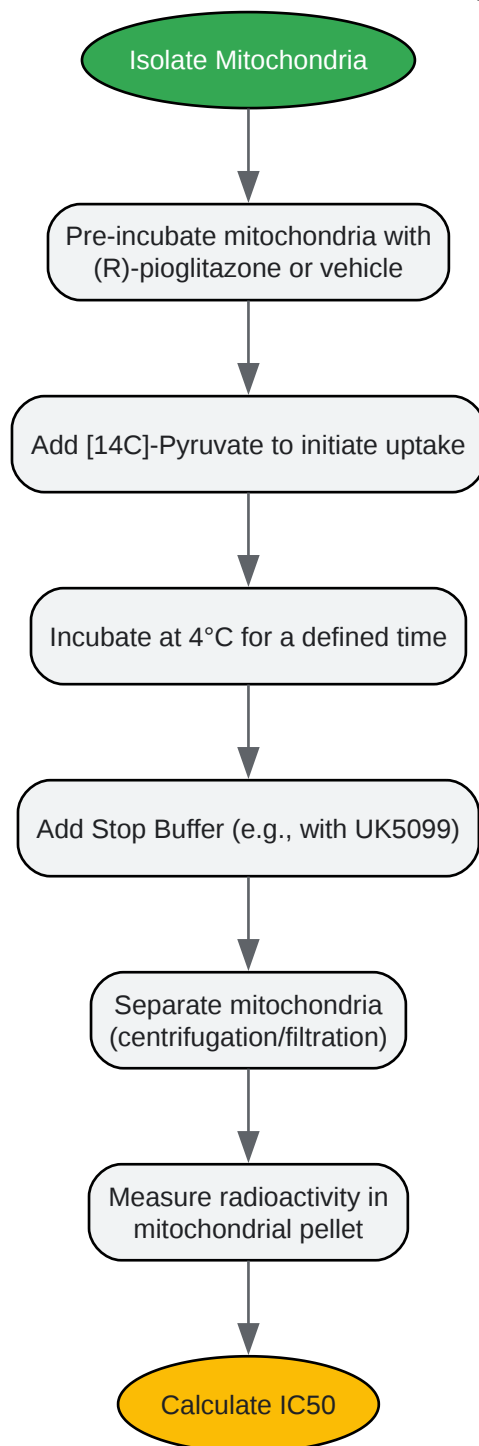 Isolate Mitochondria
Pre-incubate mitochondria with
(R)-pioglitazone or vehicle
Add [14C]-Pyruvate to initiate uptake
Incubate at 4°C for a defined time
Add Stop Buffer (e.g., with UK5099)
Separate mitochondria
(centrifugation/filtration)
Measure radioactivity in
mitochondrial pellet
Calculate IC50